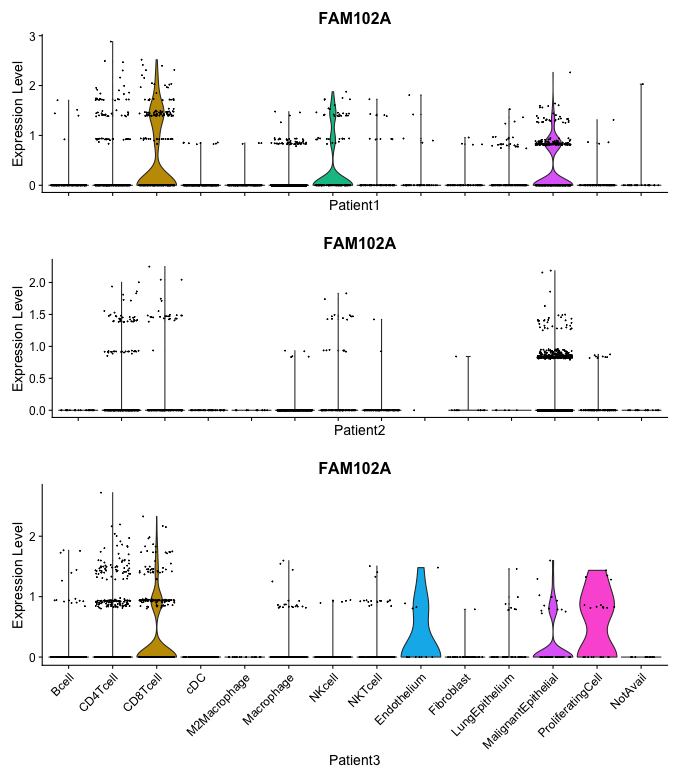 FAM102A
Expression Level
3
2
1
0
Patient1
FAM102A
Expression Level
2.0
1.5
1.0
0.5
0.0
Patient2
FAM102A
Expression Level
2
1
0
Bcell
CD4Tcell
CD8Tcell
cDC
M2Macrophage
Macrophage
NKcell
NKTcell
Endothelium
Fibroblast
LungEpithelium
MalignantEpithelial
ProliferatingCell
NotAvail
Patient3